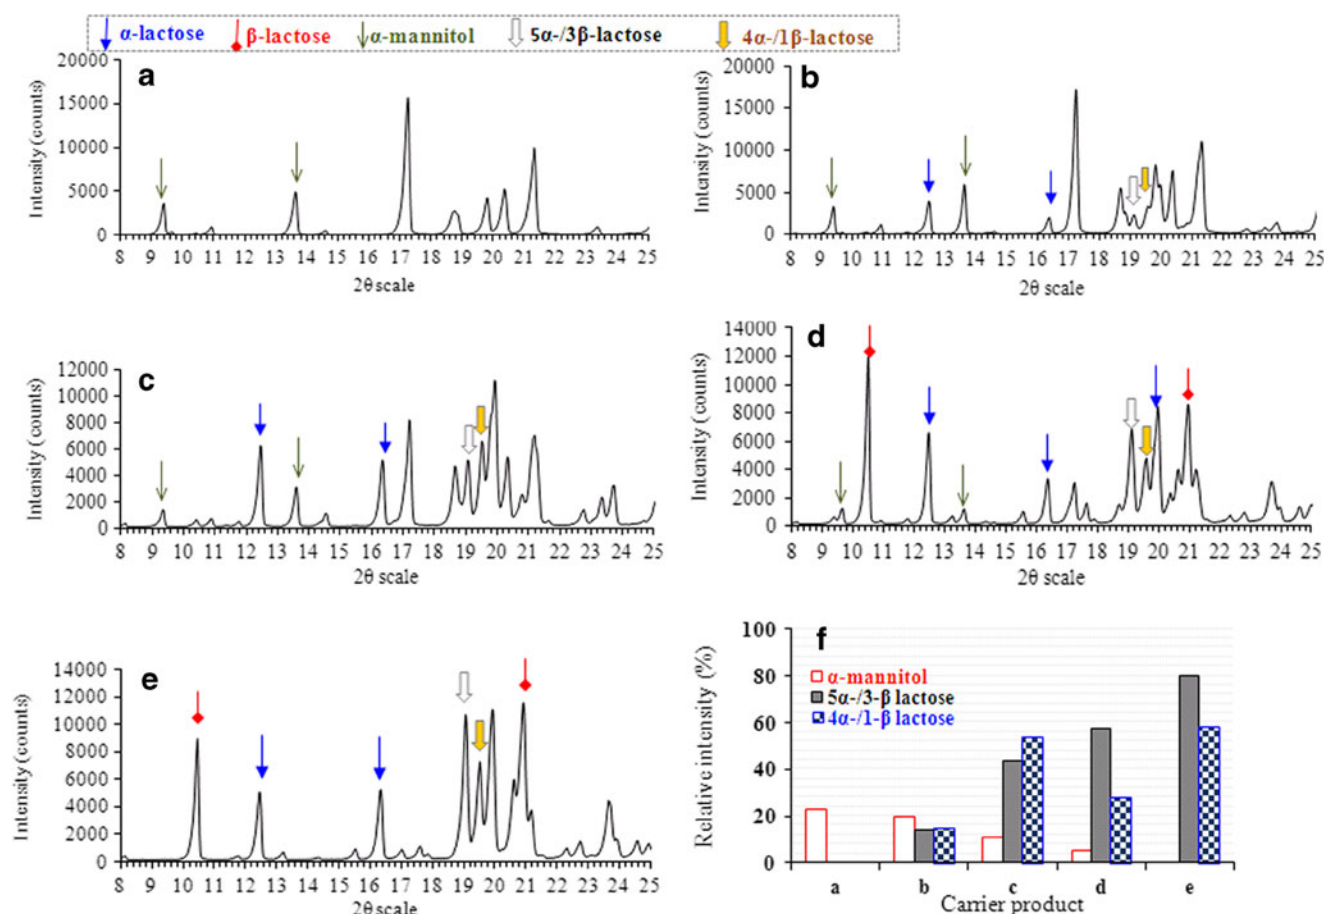 α-lactose β-lactose α-mannitol 5α-/3β-lactose 4α-/1β-lactose
a
Intensity (counts)
20000
15000
10000
5000
0
8 9 10 11 12 13 14 15 16 17 18 19 20 21 22 23 24 25
2θ scale
b
Intensity (counts)
20000
15000
10000
5000
0
8 9 10 11 12 13 14 15 16 17 18 19 20 21 22 23 24 25
2θ scale
c
Intensity (counts)
12000
10000
8000
6000
4000
2000
0
8 9 10 11 12 13 14 15 16 17 18 19 20 21 22 23 24 25
2θ scale
d
Intensity (counts)
14000
12000
10000
8000
6000
4000
2000
0
8 9 10 11 12 13 14 15 16 17 18 19 20 21 22 23 24 25
2θ scale
e
Intensity (counts)
14000
12000
10000
8000
6000
4000
2000
0
8 9 10 11 12 13 14 15 16 17 18 19 20 21 22 23 24 25
2θ scale
f
Relative intensity (%)
100
80
60
40
20
0
α-mannitol
5α-/3-β lactose
4α-/1-β lactose
a b c d e
Carrier product